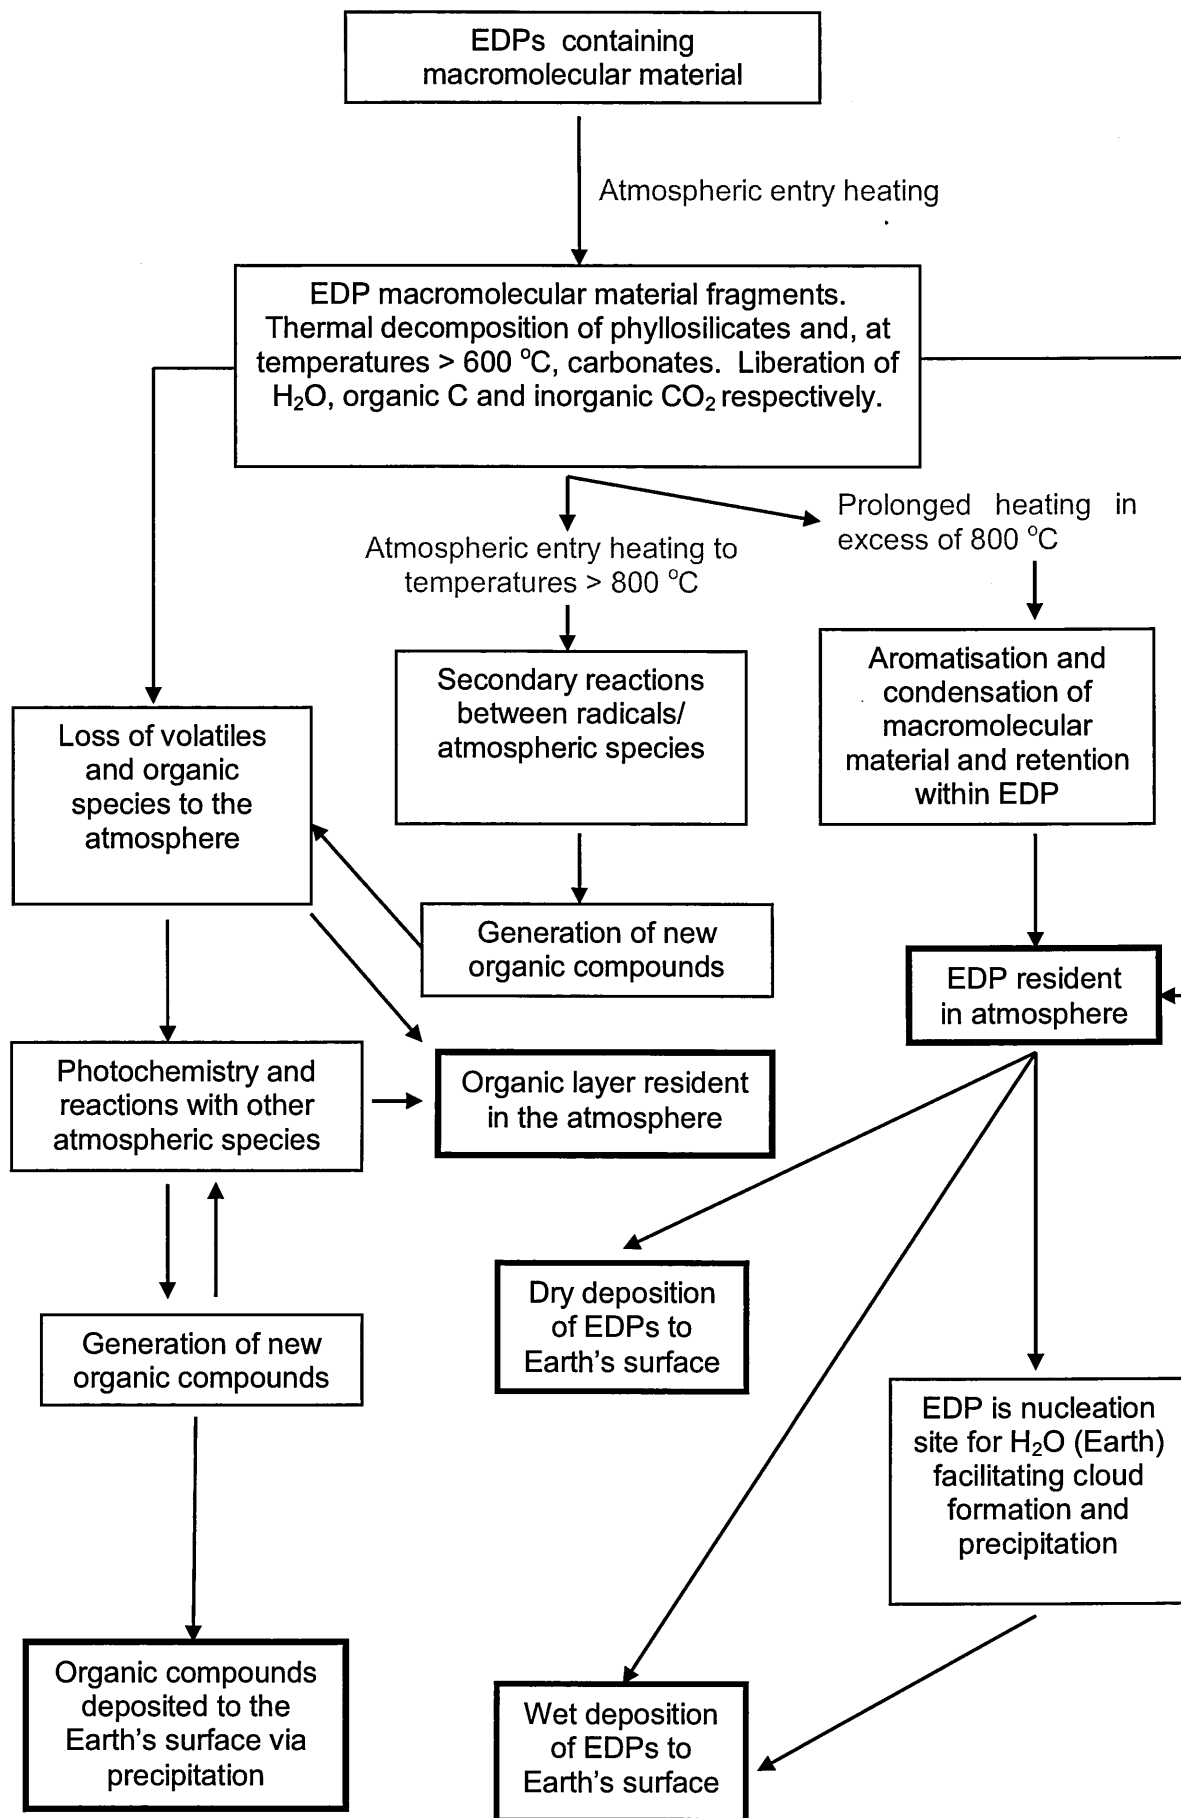 EDPs containing
macromolecular material
Atmospheric entry heating
EDP macromolecular material fragments.
Thermal decomposition of phyllosilicates and, at
temperatures > 600 °C, carbonates. Liberation of
H₂O, organic C and inorganic CO₂ respectively.
Prolonged heating in
excess of 800 °C
Atmospheric entry heating to
temperatures > 800 °C
Aromatisation and
condensation of
macromolecular
material and retention
within EDP
Secondary reactions
between radicals/
atmospheric species
Loss of volatiles
and organic
species to the
atmosphere
Generation of new
organic compounds
EDP resident
in atmosphere
Photochemistry and
reactions with other
atmospheric species
Organic layer resident
in the atmosphere
Dry deposition
of EDPs to
Earth's surface
Generation of new
organic compounds
EDP is nucleation
site for H₂O (Earth)
facilitating cloud
formation and
precipitation
Organic compounds
deposited to the
Earth's surface via
precipitation
Wet deposition
of EDPs to
Earth's surface